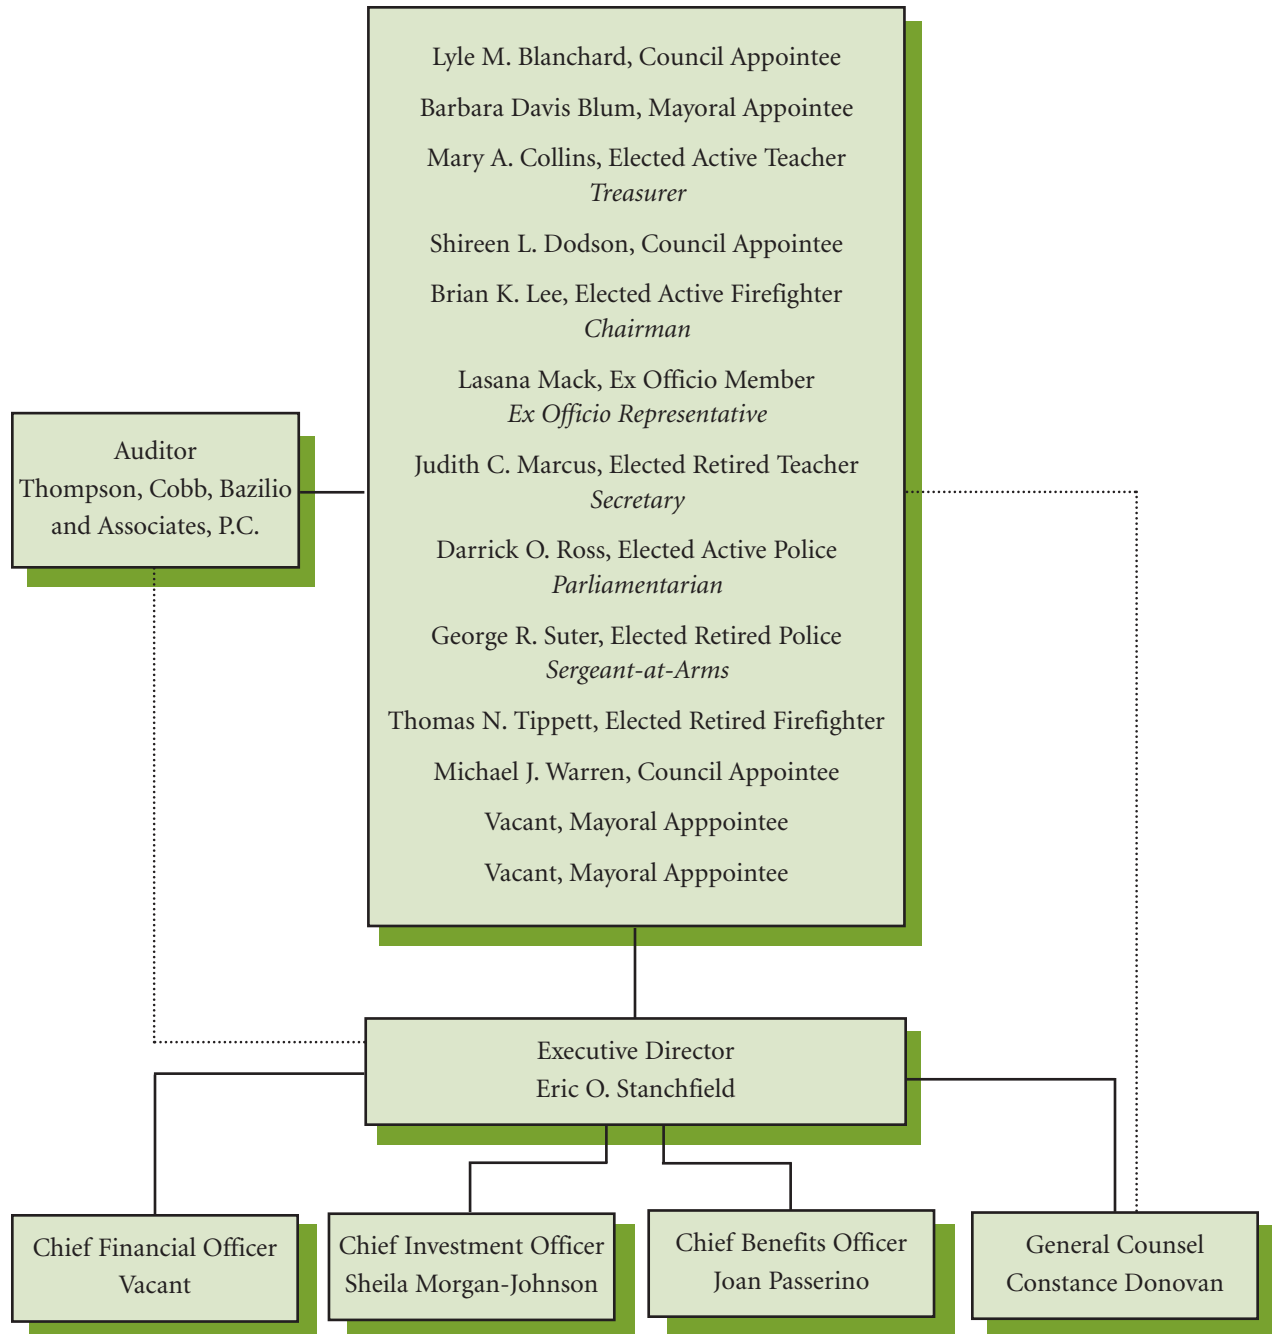 Lyle M. Blanchard, Council Appointee
Barbara Davis Blum, Mayoral Appointee
Mary A. Collins, Elected Active Teacher
Treasurer
Shireen L. Dodson, Council Appointee
Brian K. Lee, Elected Active Firefighter
Chairman
Lasana Mack, Ex Officio Member
Ex Officio Representative
Judith C. Marcus, Elected Retired Teacher
Secretary
Darrick O. Ross, Elected Active Police
Parliamentarian
George R. Suter, Elected Retired Police
Sergeant-at-Arms
Thomas N. Tippett, Elected Retired Firefighter
Michael J. Warren, Council Appointee
Vacant, Mayoral Apppointee
Vacant, Mayoral Apppointee
Auditor
Thompson, Cobb, Bazilio
and Associates, P.C.
Executive Director
Eric O. Stanchfield
Chief Financial Officer
Vacant
Chief Investment Officer
Sheila Morgan-Johnson
Chief Benefits Officer
Joan Passerino
General Counsel
Constance Donovan